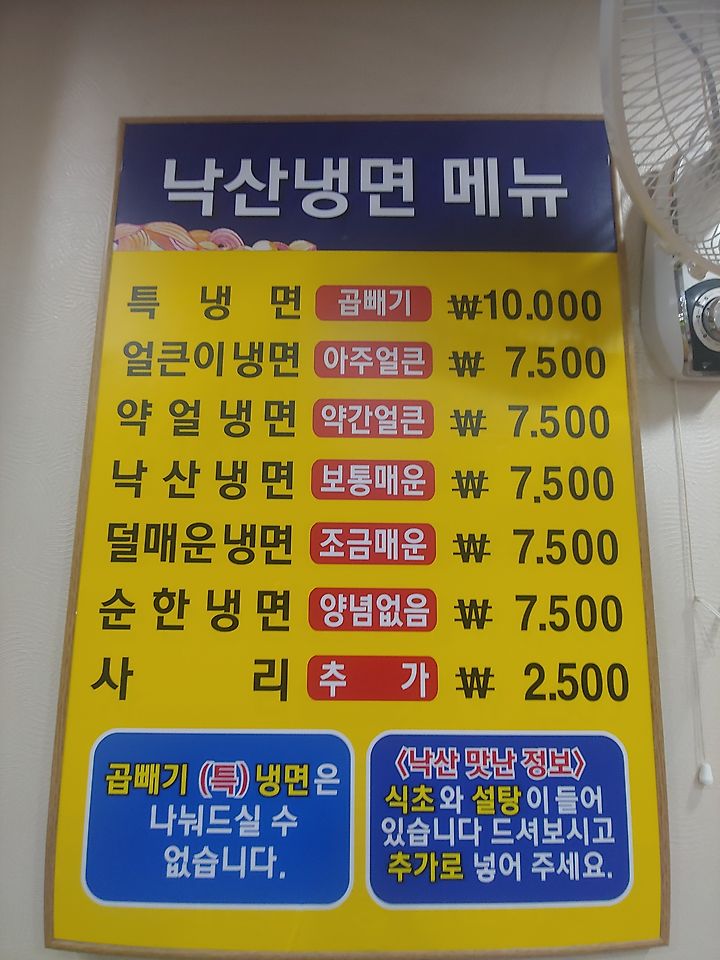 낙산냉면 메뉴
특 냉 면 곱빼기 ₩10.000
얼큰이냉면 아주얼큰 ₩ 7.500
약얼냉면 약간얼큰 ₩ 7.500
낙산냉면 보통매운 ₩ 7.500
덜매운냉면 조금매운 ₩ 7.500
순한냉면 양념없음 ₩ 7.500
사 리 추 가 ₩ 2.500
곱빼기 (특) 냉면은
나눠드실 수
없습니다.
〈낙산 맛난 정보〉
식초와 설탕이 들어
있습니다 드셔보시고
추가로 넣어 주세요.